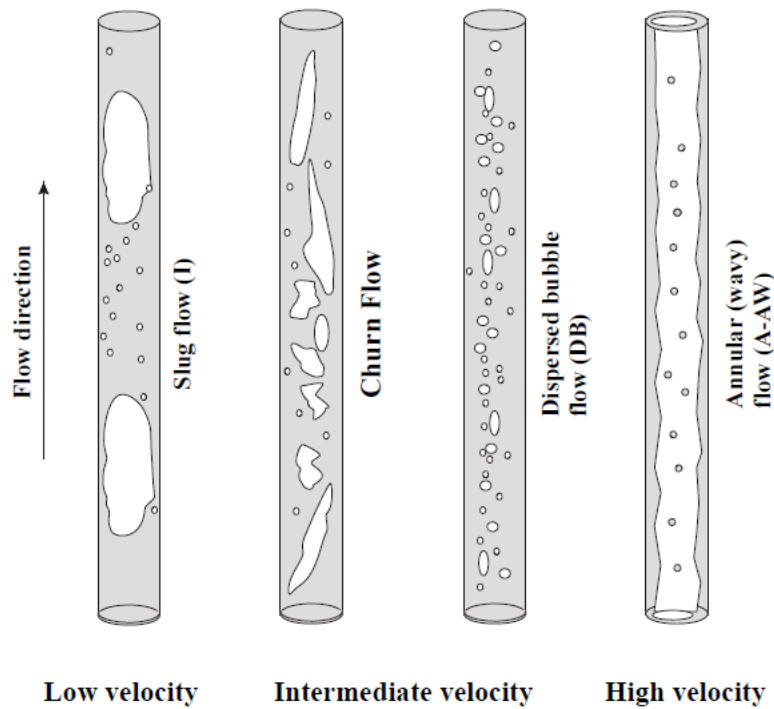 Flow direction
Slug flow (I)
Churn Flow
Dispersed bubble
flow (DB)
Annular (wavy)
flow (A-AW)
Low velocity
Intermediate velocity
High velocity